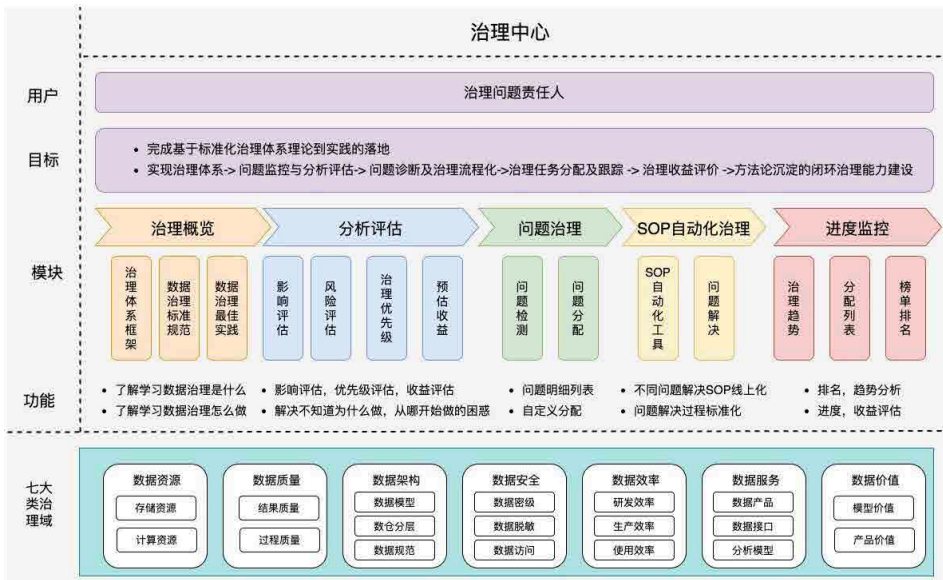 治理中心
用户
治理问题责任人
目标
• 完成基于标准化治理体系理论到实践的落地
• 实现治理体系-> 问题监控与分析评估-> 问题诊断及治理流程化->治理任务分配及跟踪 -> 治理收益评价 ->方法论沉淀的闭环治理能力建设
模块
治理概览
分析评估
问题治理
SOP自动化治理
进度监控
治理体系框架
数据治理标准规范
数据治理最佳实践
影响评估
风险评估
治理优先级
预估收益
问题检测
问题分配
SOP自动化工具
问题解决
治理趋势
分配列表
榜单排名
功能
• 了解学习数据治理是什么
• 了解学习数据治理怎么做
• 影响评估，优先级评估，收益评估
• 解决不知道为什么做，从哪开始做的困惑
• 问题明细列表
• 自定义分配
• 不同问题解决SOP线上化
• 问题解决过程标准化
• 排名，趋势分析
• 进度，收益评估
七大
类治
理域
数据资源
存储资源
计算资源
数据质量
结果质量
过程质量
数据架构
数据模型
数仓分层
数据规范
数据安全
数据密级
数据脱敏
数据访问
数据效率
研发效率
生产效率
使用效率
数据服务
数据产品
数据接口
分析模型
数据价值
模型价值
产品价值